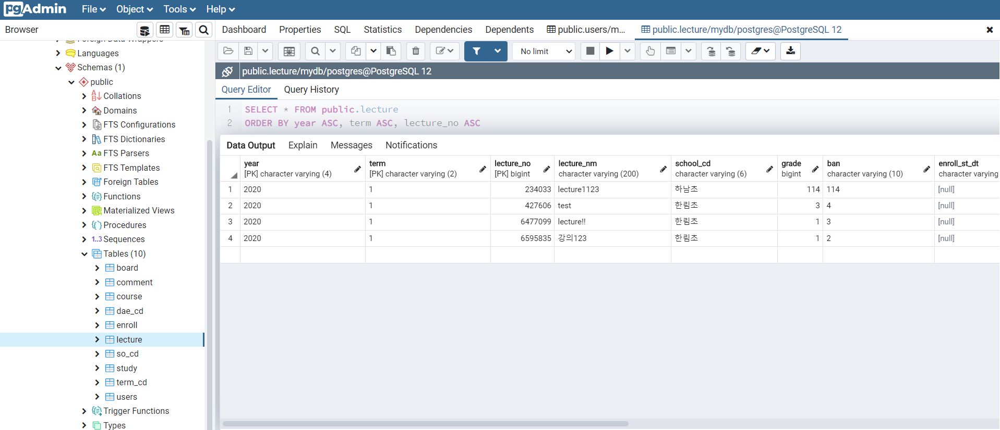 pgAdmin File Object Tools Help
Browser
Dashboard Properties SQL Statistics Dependencies Dependents public.users/m... public.lecture/mydb/postgres@PostgreSQL 12
Foreign Data Wrappers
Languages
Schemas (1)
public
Collations
Domains
FTS Configurations
FTS Dictionaries
Aa FTS Parsers
FTS Templates
Foreign Tables
Functions
Materialized Views
Procedures
1..3 Sequences
Tables (10)
board
comment
course
dae_cd
enroll
lecture
so_cd
study
term_cd
users
Trigger Functions
Types
No limit
public.lecture/mydb/postgres@PostgreSQL 12
Query Editor Query History
1 SELECT * FROM public.lecture
2 ORDER BY year ASC, term ASC, lecture_no ASC
Data Output Explain Messages Notifications
year term lecture_no lecture_nm school_cd grade ban enroll_st_dt
[PK] character varying (4) [PK] character varying (2) [PK] bigint character varying (200) character varying (6) bigint character varying (10) character varying
1 2020 1 234033 lecture1123 하남초 114 114 [null]
2 2020 1 427606 test 한림초 3 4 [null]
3 2020 1 6477099 lecture!! 한림초 1 3 [null]
4 2020 1 6595835 강의123 한림초 1 2 [null]